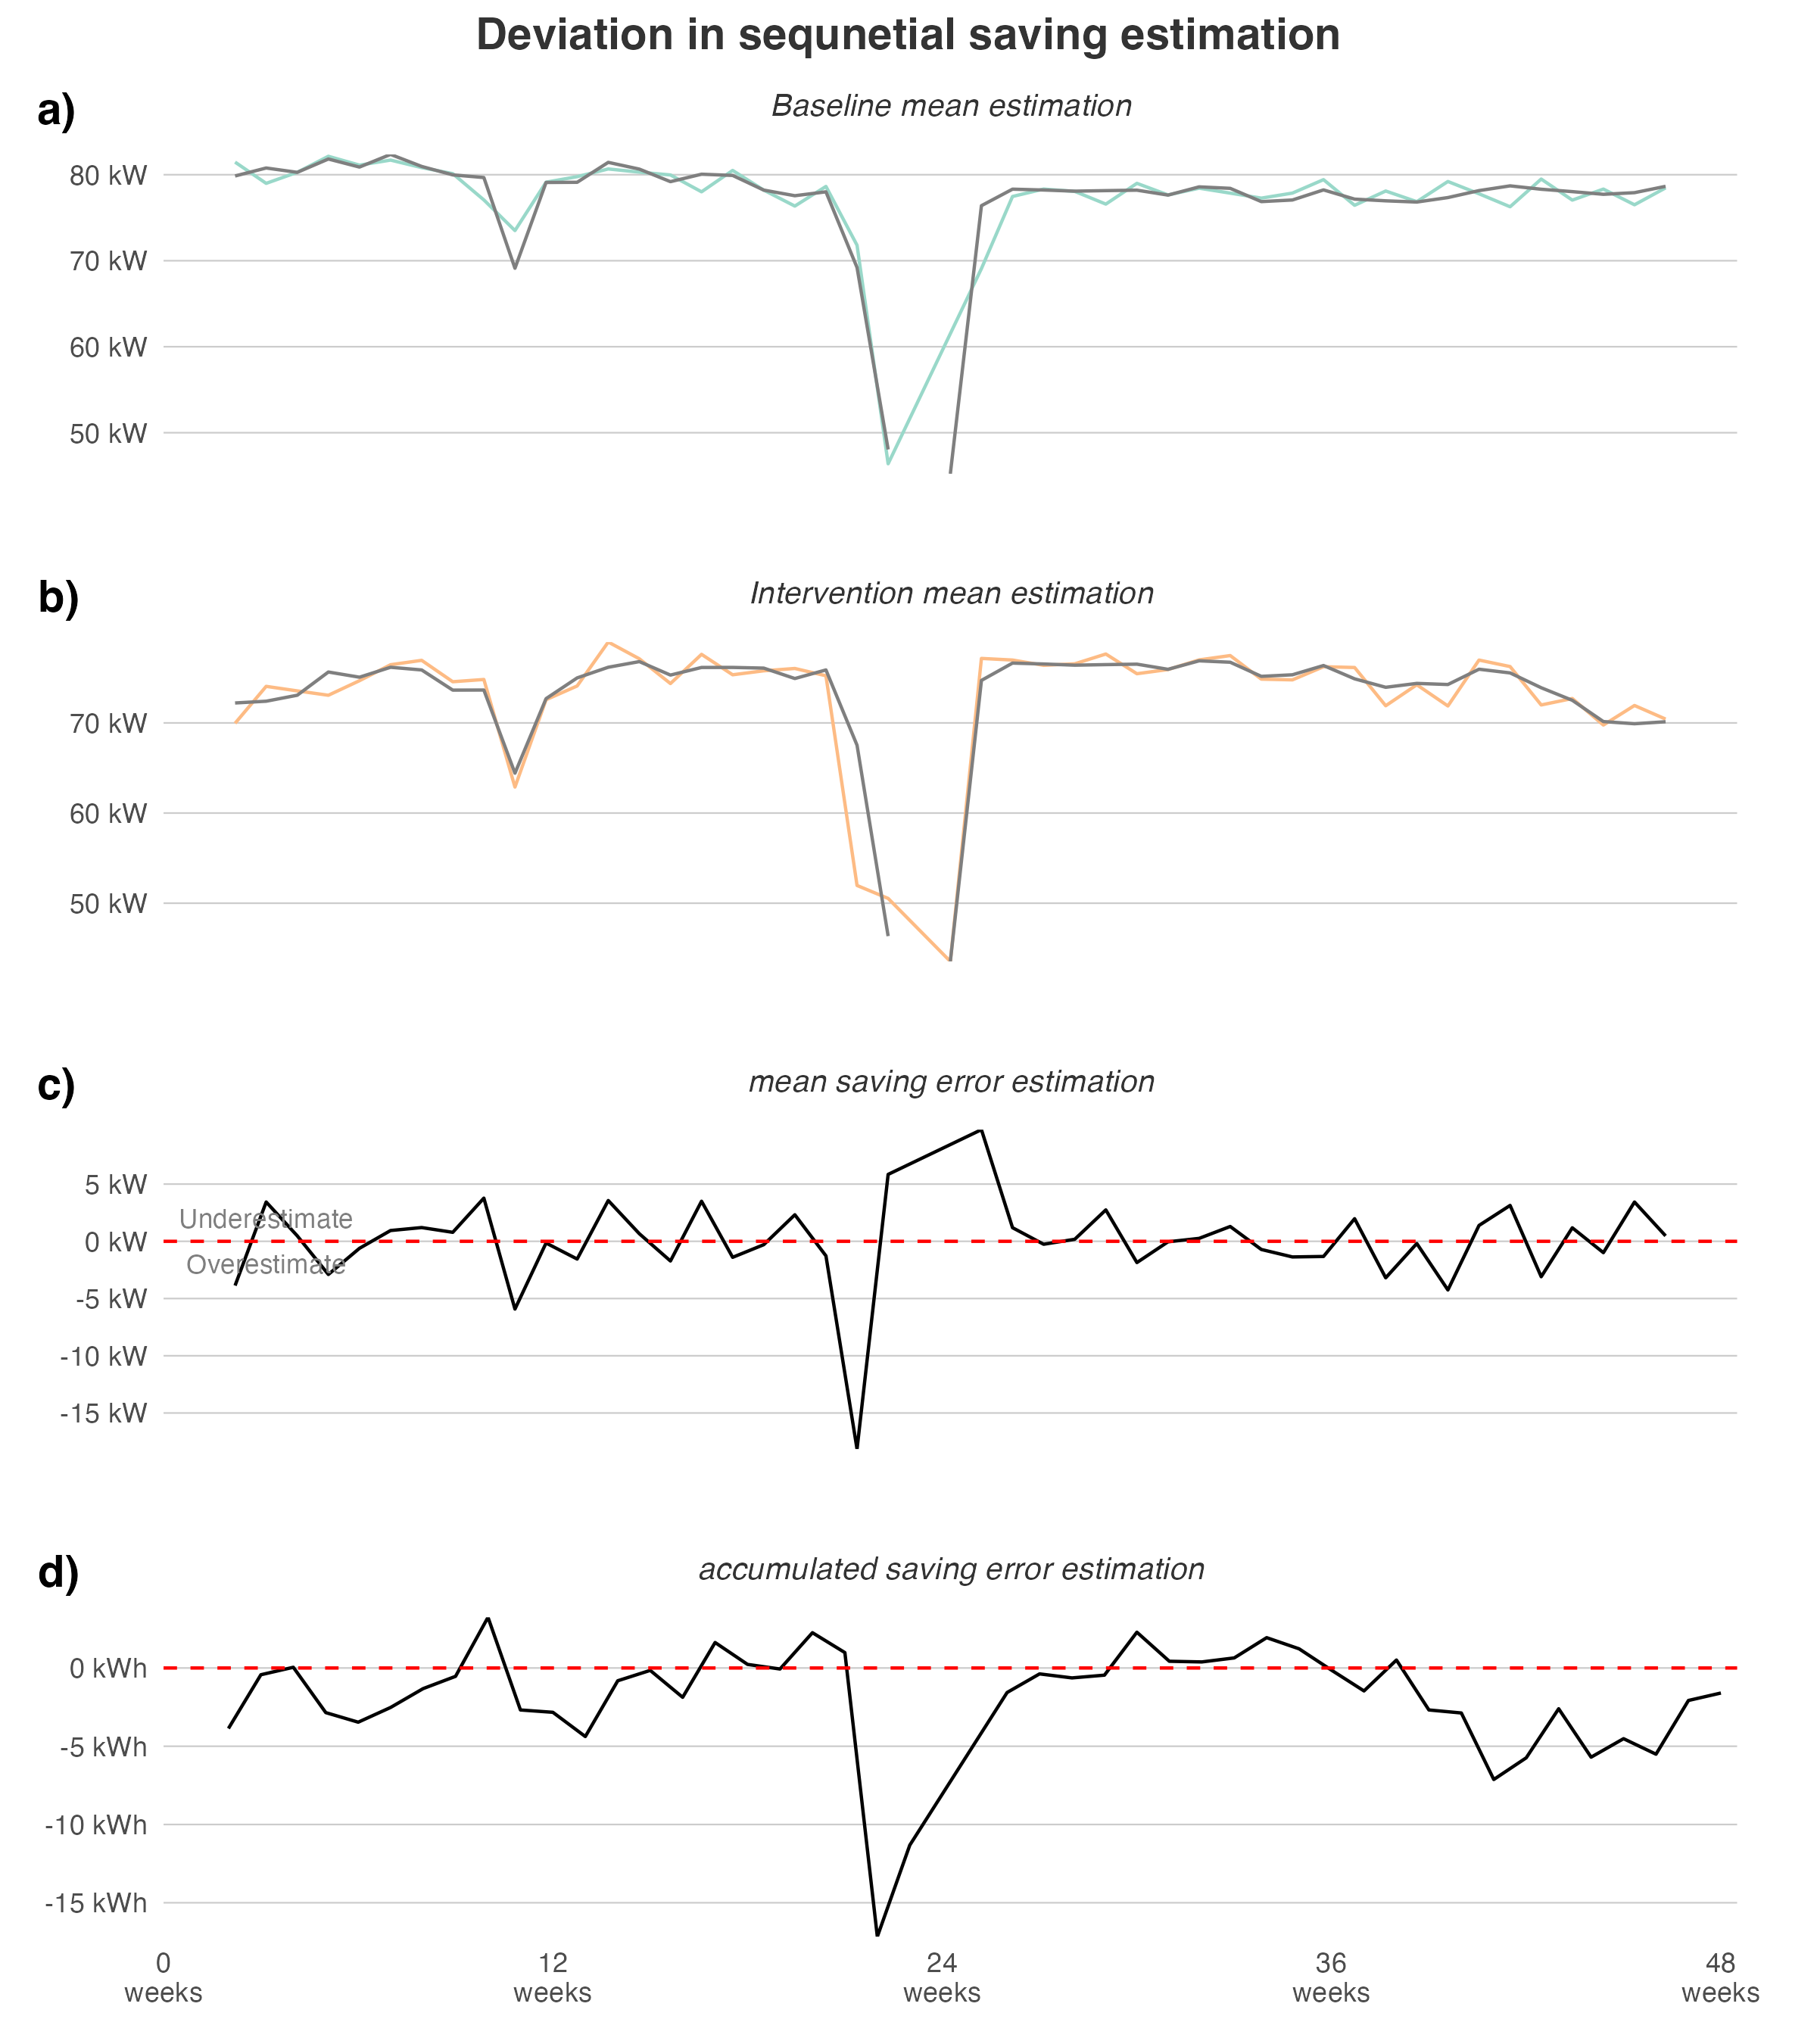 Deviation in sequnetial saving estimation
a)
Baseline mean estimation
80 kW
70 kW
60 kW
50 kW
b)
Intervention mean estimation
70 kW
60 kW
50 kW
c)
mean saving error estimation
5 kW
Underestimate
0 kW
Overestimate
-5 kW
-10 kW
-15 kW
d)
accumulated saving error estimation
0 kWh
-5 kWh
-10 kWh
-15 kWh
0 12 24 36 48
weeks weeks weeks weeks weeks